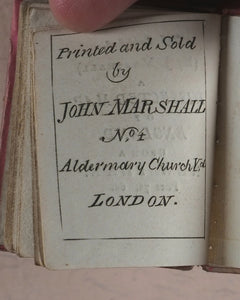 Printed and Sold
by
JOHN MARSHALL
No. 4
Aldermary Church Yd.
LONDON.